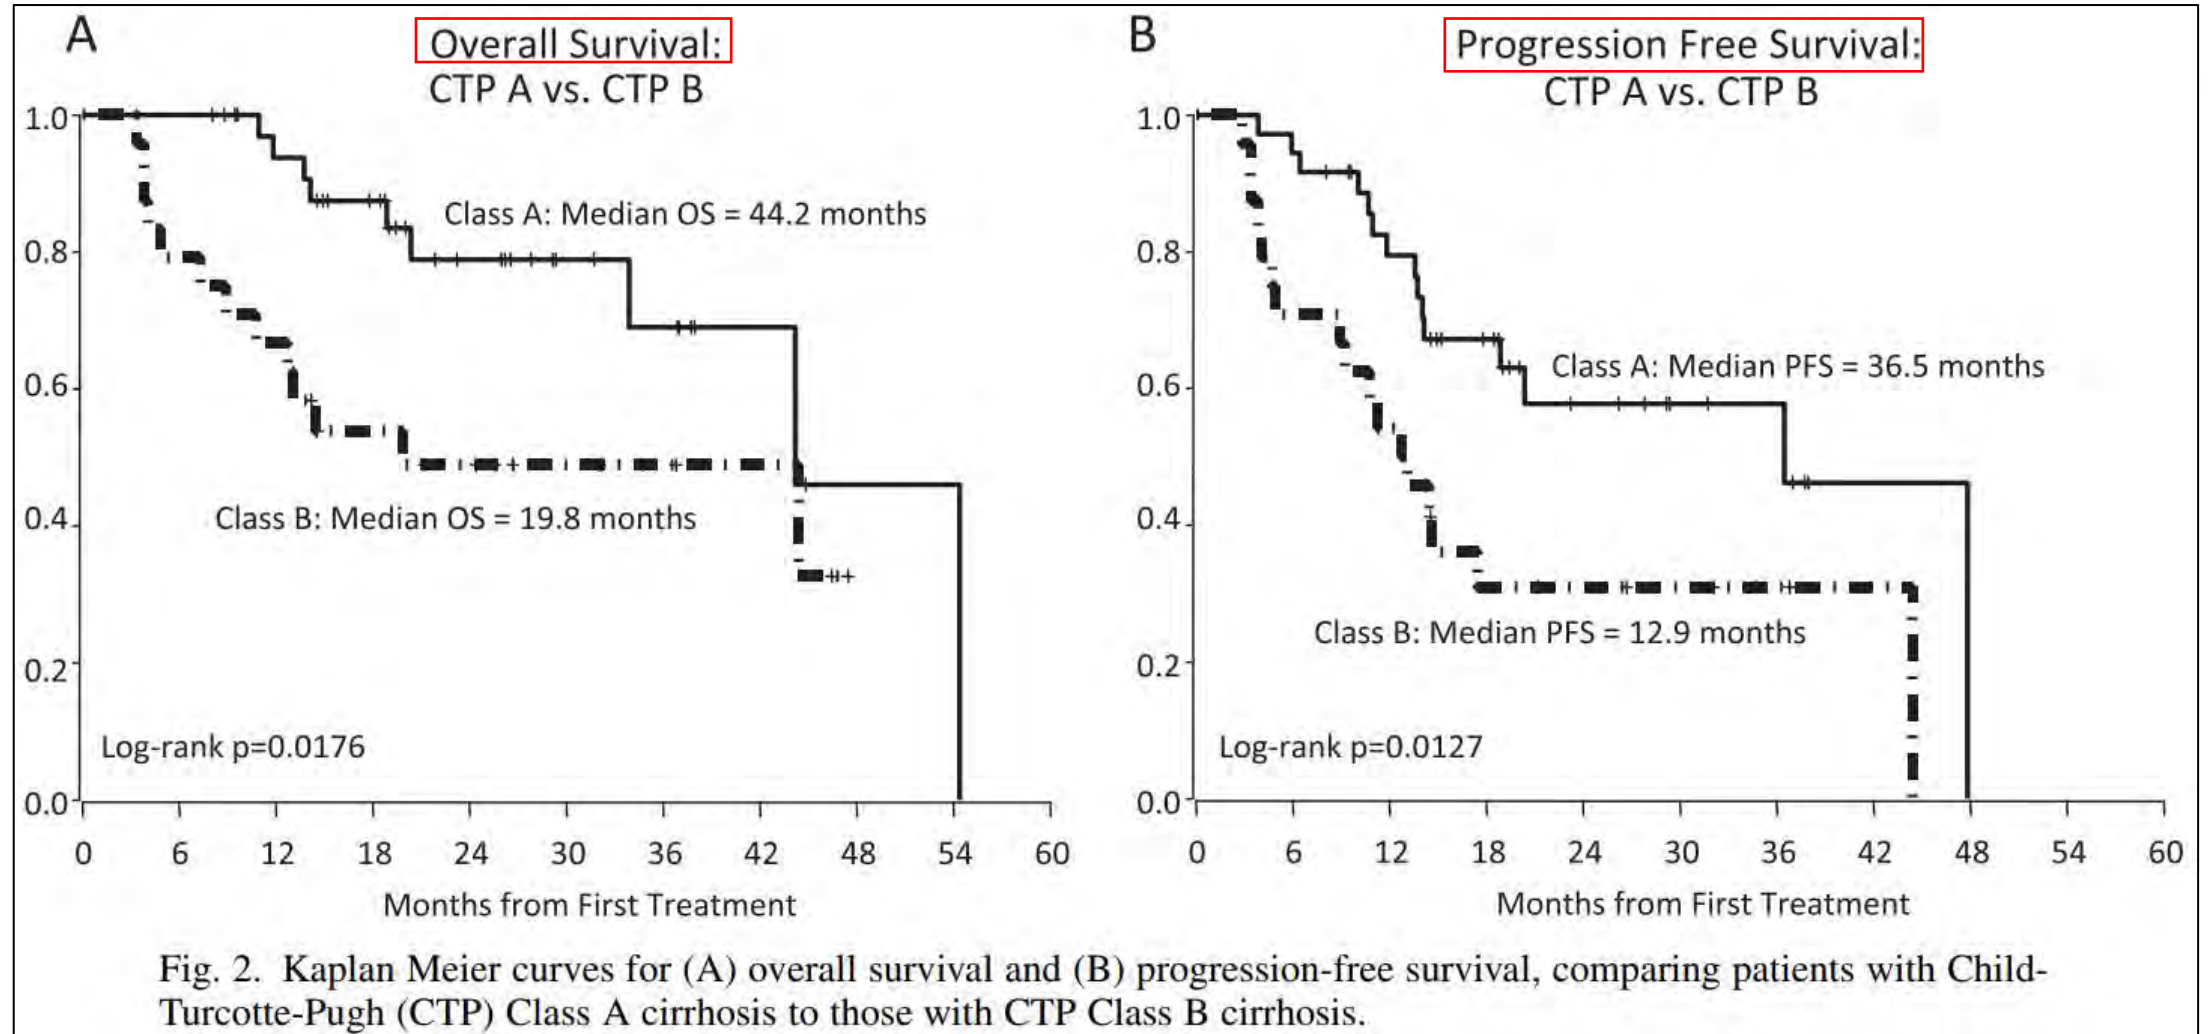 A
Overall Survival:
CTP A vs. CTP B
1.0
0.8
0.6
0.4
0.2
0.0
Class A: Median OS = 44.2 months
Class B: Median OS = 19.8 months
Log-rank p=0.0176
0 6 12 18 24 30 36 42 48 54 60
Months from First Treatment
B
Progression Free Survival:
CTP A vs. CTP B
1.0
0.8
0.6
0.4
0.2
0.0
Class A: Median PFS = 36.5 months
Class B: Median PFS = 12.9 months
Log-rank p=0.0127
0 6 12 18 24 30 36 42 48 54 60
Months from First Treatment
Fig. 2. Kaplan Meier curves for (A) overall survival and (B) progression-free survival, comparing patients with Child-
Turcotte-Pugh (CTP) Class A cirrhosis to those with CTP Class B cirrhosis.